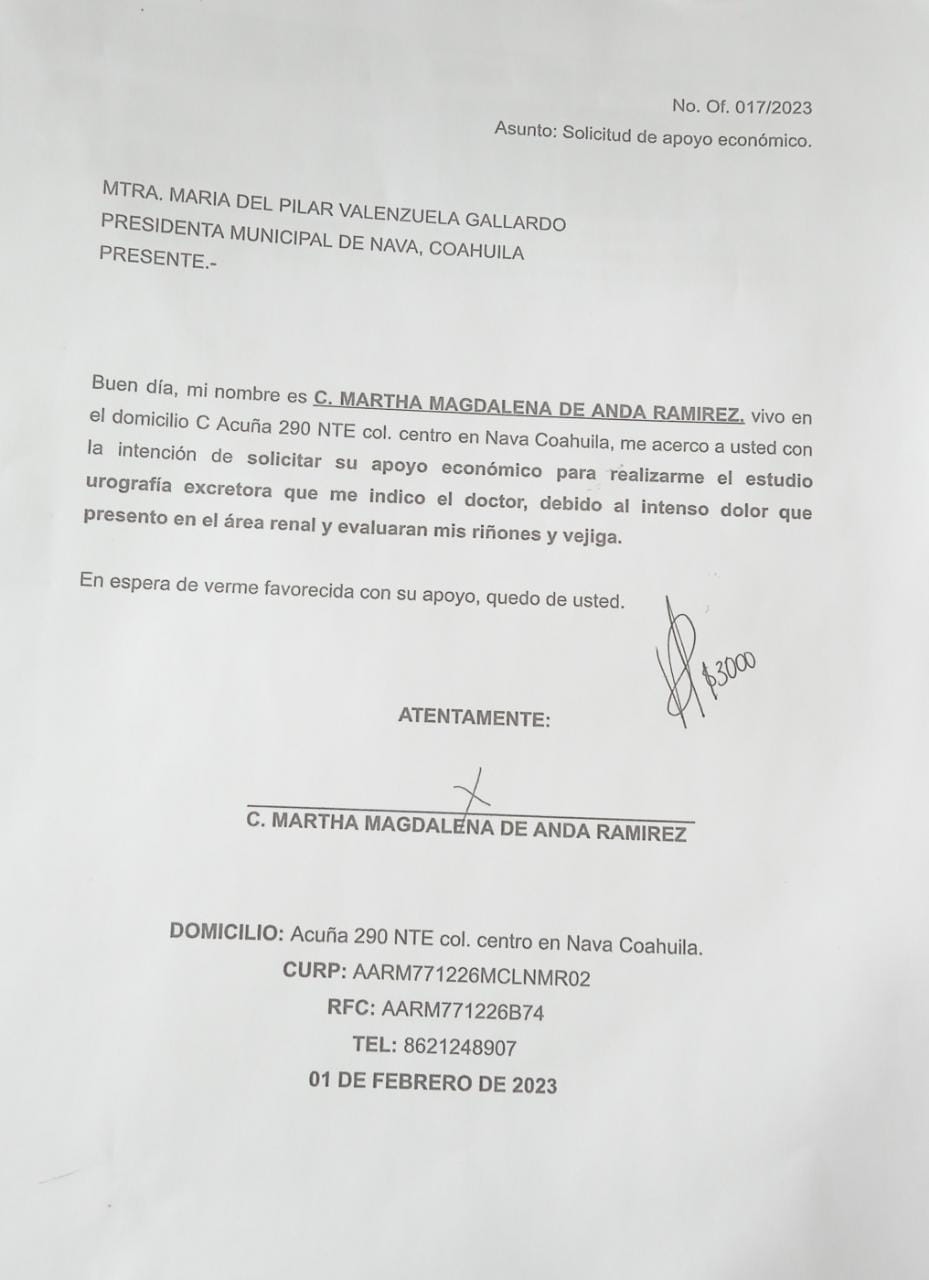 No. Of. 017/2023
Asunto: Solicitud de apoyo económico.
MTRA. MARIA DEL PILAR VALENZUELA GALLARDO
PRESIDENTA MUNICIPAL DE NAVA, COAHUILA
PRESENTE.-
Buen día, mi nombre es C. MARTHA MAGDALENA DE ANDA RAMIREZ, vivo en
el domicilio C Acuña 290 NTE col. centro en Nava Coahuila, me acerco a usted con
la intención de solicitar su apoyo económico para realizarme el estudio
urografía excretora que me indico el doctor, debido al intenso dolor que
presento en el área renal y evaluaran mis riñones y vejiga.
En espera de verme favorecida con su apoyo, quedo de usted.
$3000
ATENTAMENTE:
C. MARTHA MAGDALENA DE ANDA RAMIREZ
DOMICILIO: Acuña 290 NTE col. centro en Nava Coahuila.
CURP: AARM771226MCLNMR02
RFC: AARM771226B74
TEL: 8621248907
01 DE FEBRERO DE 2023